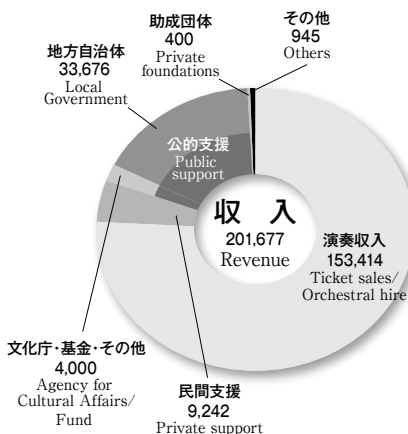 助成団体
400
Private
foundations
その他
945
Others
地方自治体
33,676
Local
Government
公的支援
Public
support
収 入
201,677
Revenue
演奏収入
153,414
Ticket sales/
Orchestral hire
文化庁・基金・その他
4,000
Agency for
Cultural Affairs/
Fund
民間支援
9,242
Private support